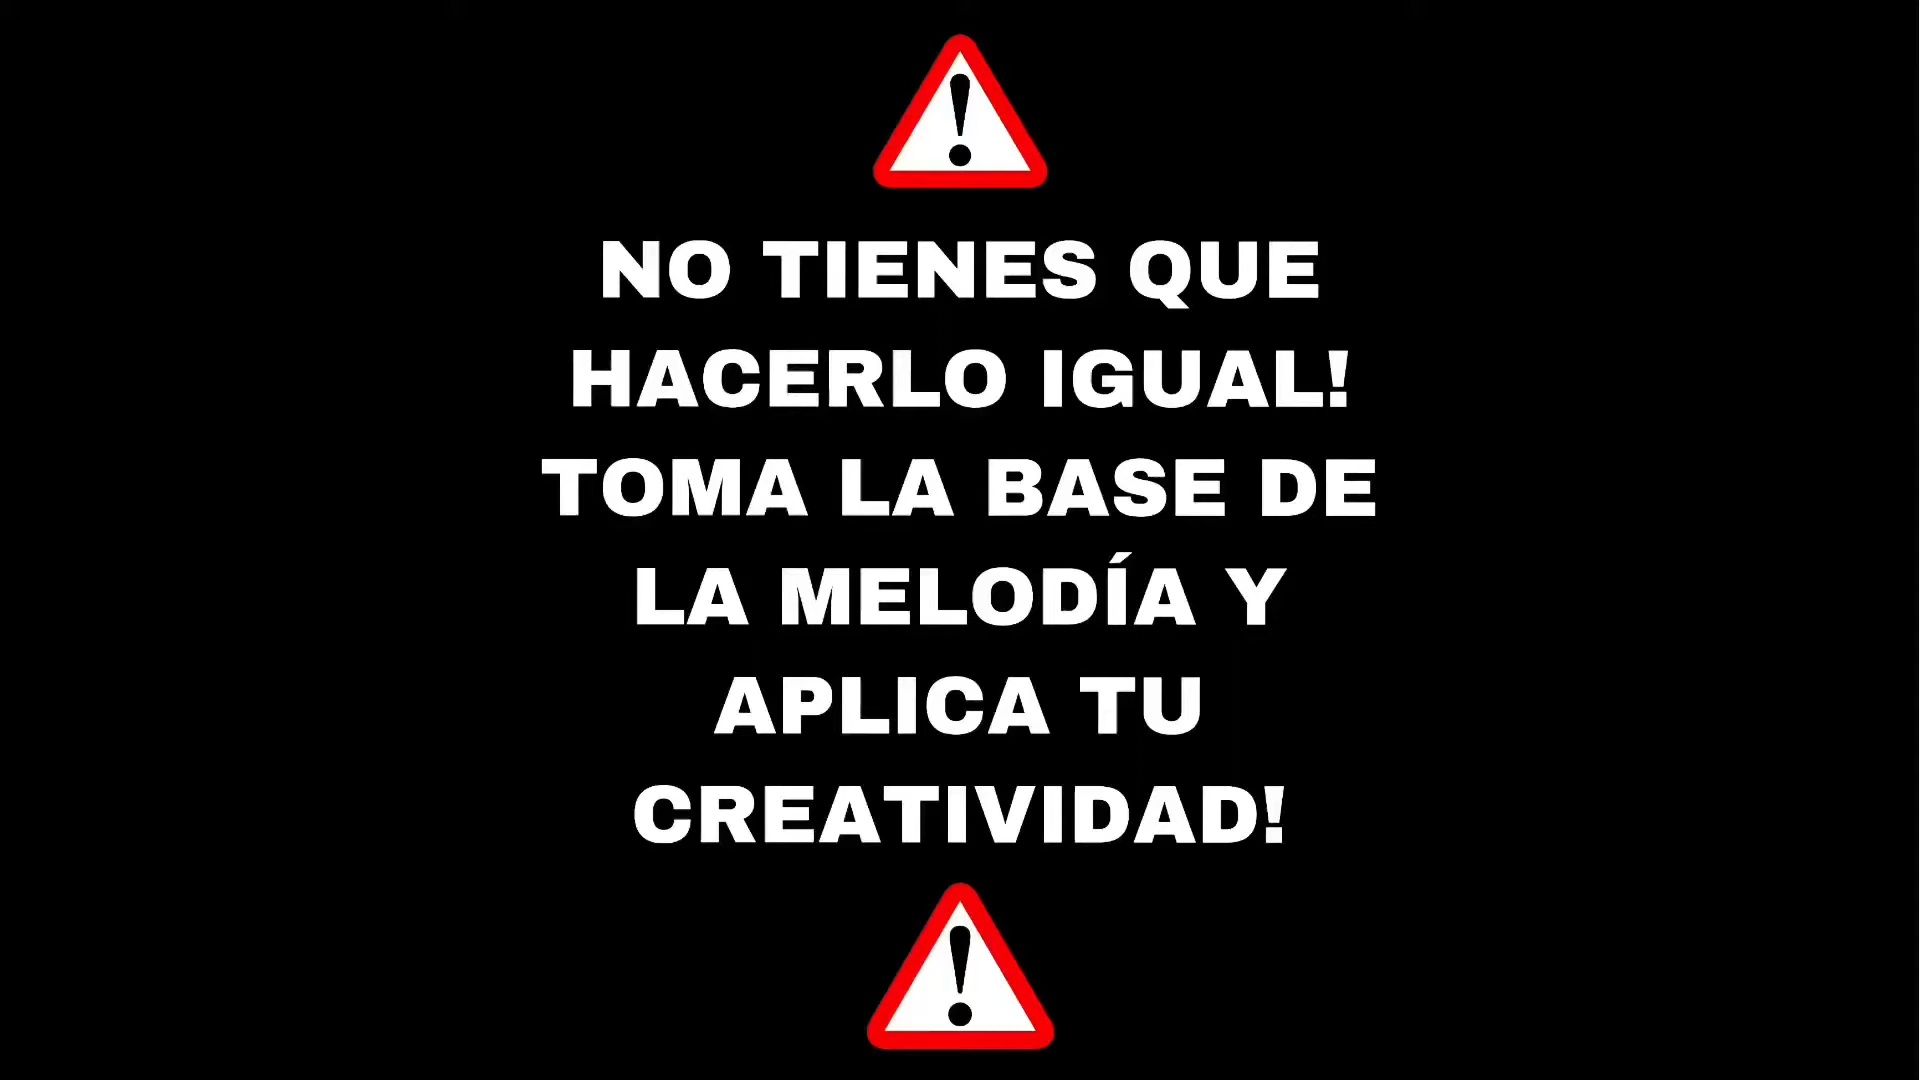 NO TIENES QUE
HACERLO IGUAL!
TOMA LA BASE DE
LA MELODÍA Y
APLICA TU
CREATIVIDAD!